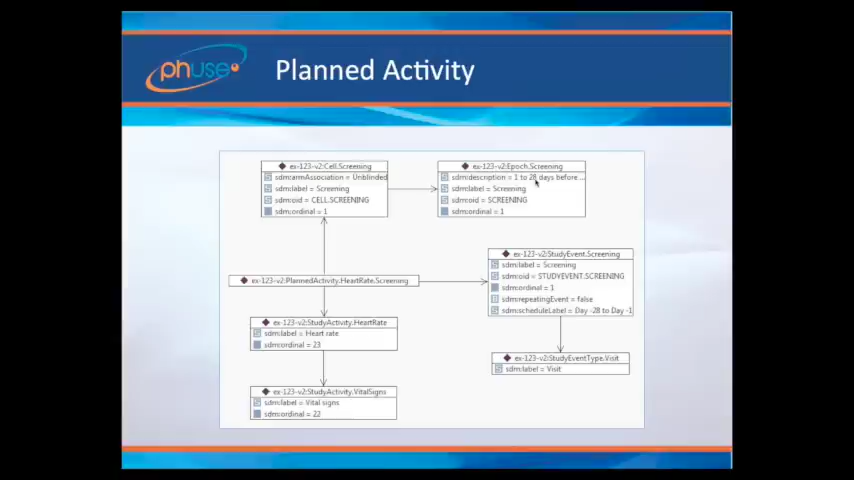 phuse
Planned Activity
ex-123-v2:Cell.Screening
sdm:armAssociation = Unblinded
sdm:label = Screening
sdm:oid = CELL.SCREENING
sdm:ordinal = 1
ex-123-v2:Epoch.Screening
sdm:description = 1 to 28 days before ...
sdm:label = Screening
sdm:oid = SCREENING
sdm:ordinal = 1
ex-123-v2:StudyEvent.Screening
sdm:label = Screening
sdm:oid = STUDYEVENT.SCREENING
sdm:ordinal = 1
sdm:repeatingEvent = false
sdm:scheduleLabel = Day -28 to Day -1
ex-123-v2:PlannedActivity.HeartRate.Screening
ex-123-v2:StudyActivity.HeartRate
sdm:label = Heart rate
sdm:ordinal = 23
ex-123-v2:StudyEventType.Visit
sdm:label = Visit
ex-123-v2:StudyActivity.VitalSigns
sdm:label = Vital signs
sdm:ordinal = 22